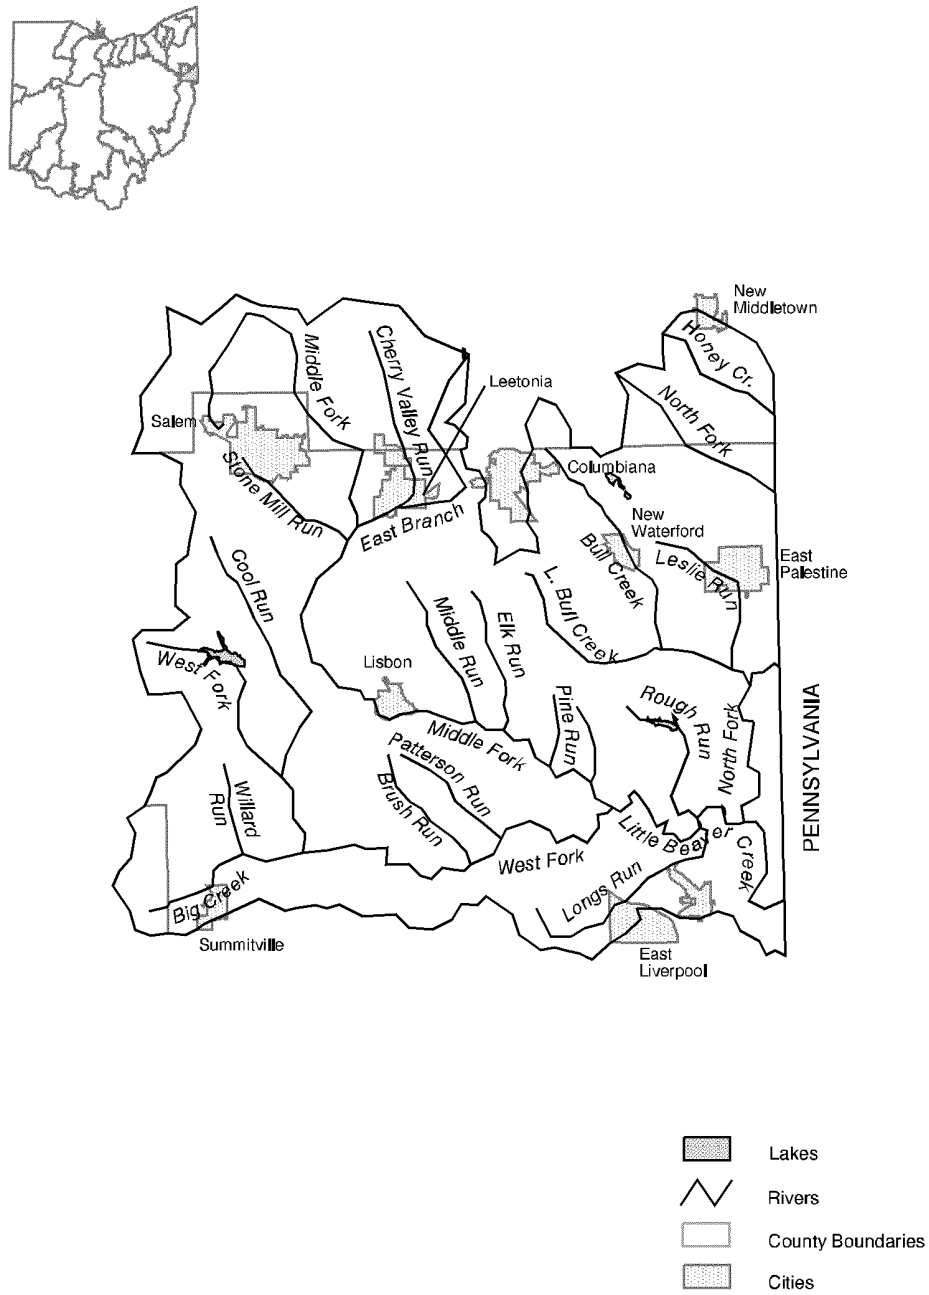 New
Middletown
Honey Cr.
Middle Fork
Cherry Valley Run
Leetonia
North Fork
Salem
Columbiana
Stone Mill Run
East Branch
New
Waterford
Bull Creek
Leslie Run
East
Palestine
Cool Run
L. Bull Creek
Middle Run
Elk Run
West Fork
Lisbon
Pine Run
Rough Run
North Fork
PENNSYLVANIA
Middle Fork
Patterson Run
Brush Run
Willard
Run
Little Beaver
Creek
West Fork
Longs Run
Big Creek
Summitville
East
Liverpool
Lakes
Rivers
County Boundaries
Cities